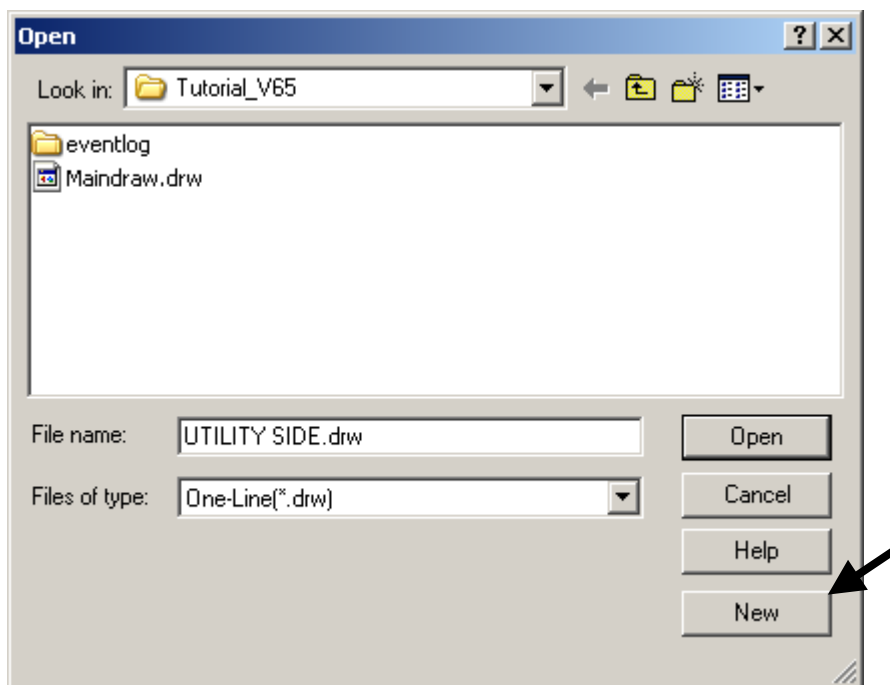 Open
Look in: Tutorial_V65
eventlog
Maindraw.drw
File name: UTILITY SIDE.drw
Open
Files of type: One-Line(*.drw)
Cancel
Help
New